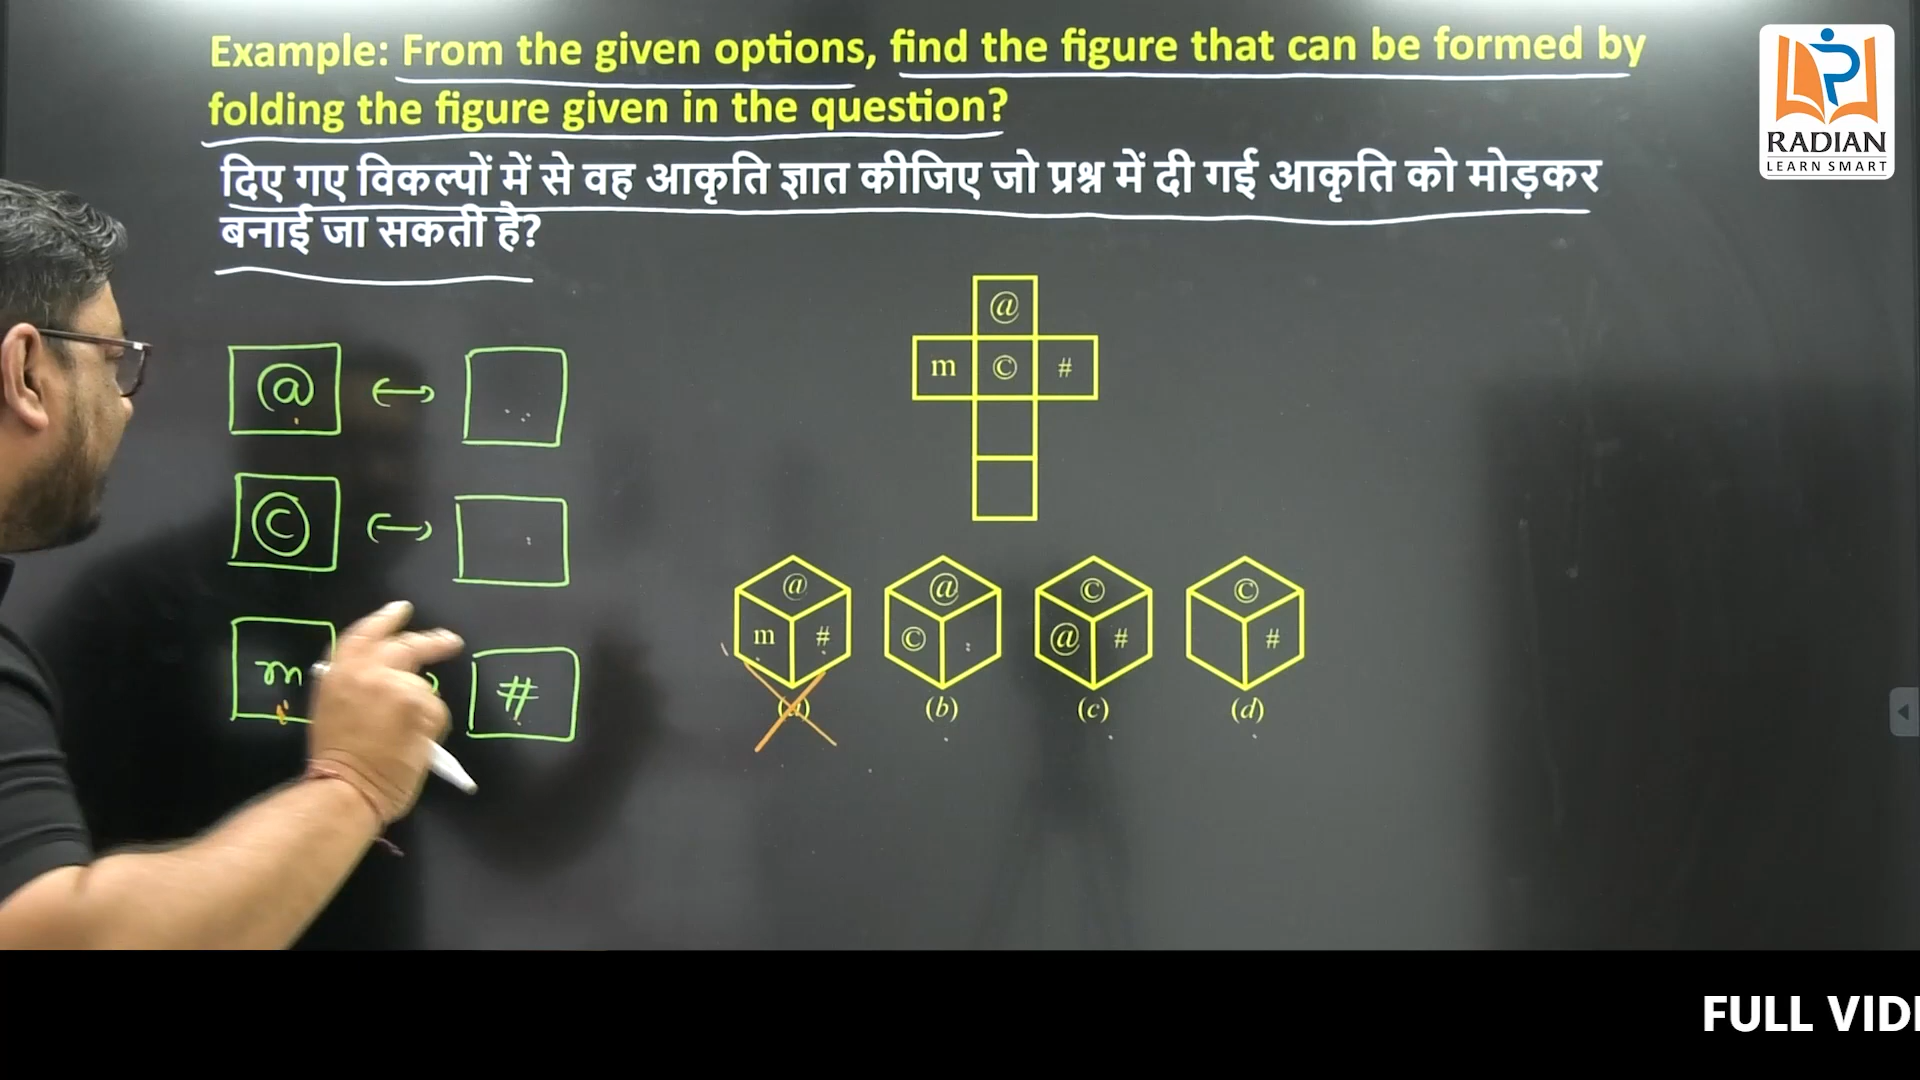 Example: From the given options, find the figure that can be formed by
folding the figure given in the question?
दिए गए विकल्पों में से वह आकृति ज्ञात कीजिए जो प्रश्न में दी गई आकृति को मोड़कर
बनाई जा सकती है?
RADIAN
LEARN SMART
@
m © #
@
©
m #
@ m #
@ ©
© @ #
© #
(a) (b) (c) (d)
FULL VID